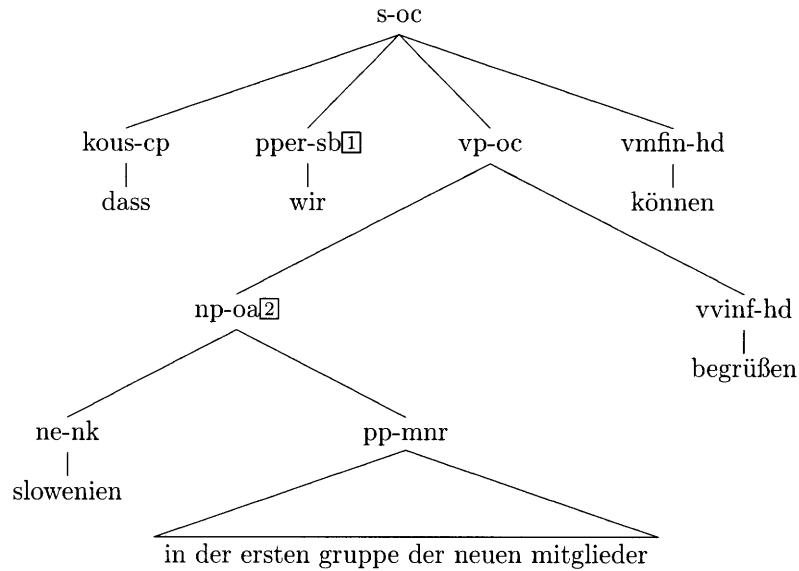 s-oc
kous-cp pper-sb1 vp-oc vmfin-hd
dass wir können
np-oa2 vvinf-hd
begrüßen
ne-nk pp-mnr
slowenien
in der ersten gruppe der neuen mitglieder